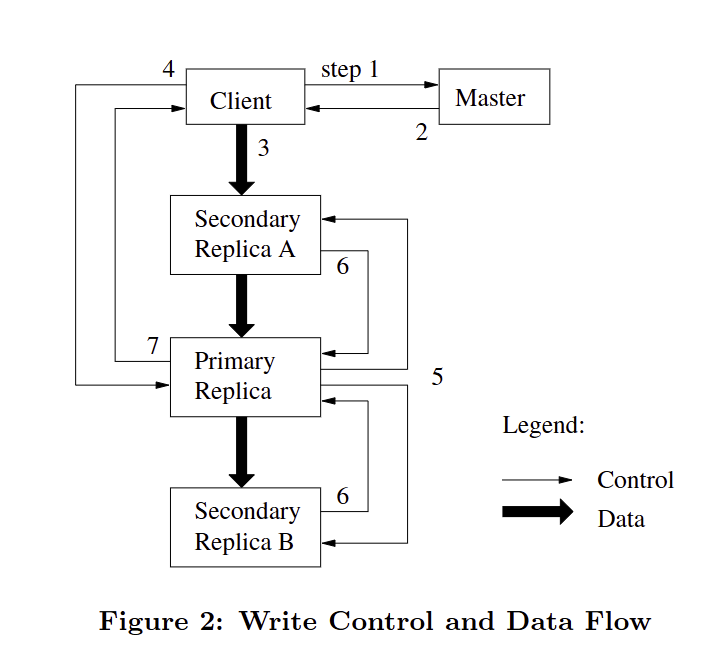 4
step 1
Client
Master
2
3
Secondary
Replica A
6
7
Primary
Replica
5
6
Secondary
Replica B
Legend:
Control
Data
Figure 2: Write Control and Data Flow